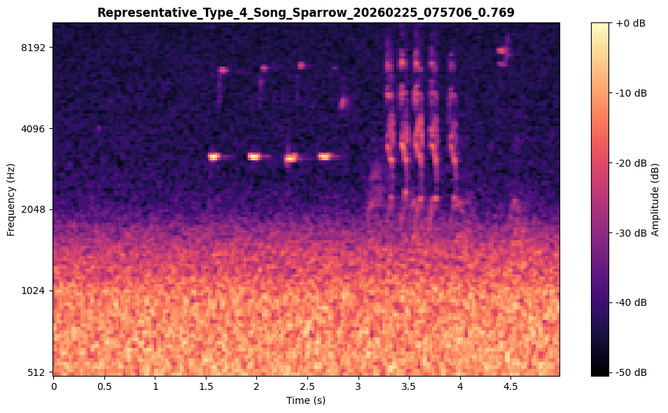 Representative_Type_4_Song_Sparrow_20260225_075706_0.769
8192
4096
2048
1024
512
Frequency (Hz)
0 0.5 1 1.5 2 2.5 3 3.5 4 4.5
Time (s)
+0 dB
-10 dB
-20 dB
-30 dB
-40 dB
-50 dB
Amplitude (dB)